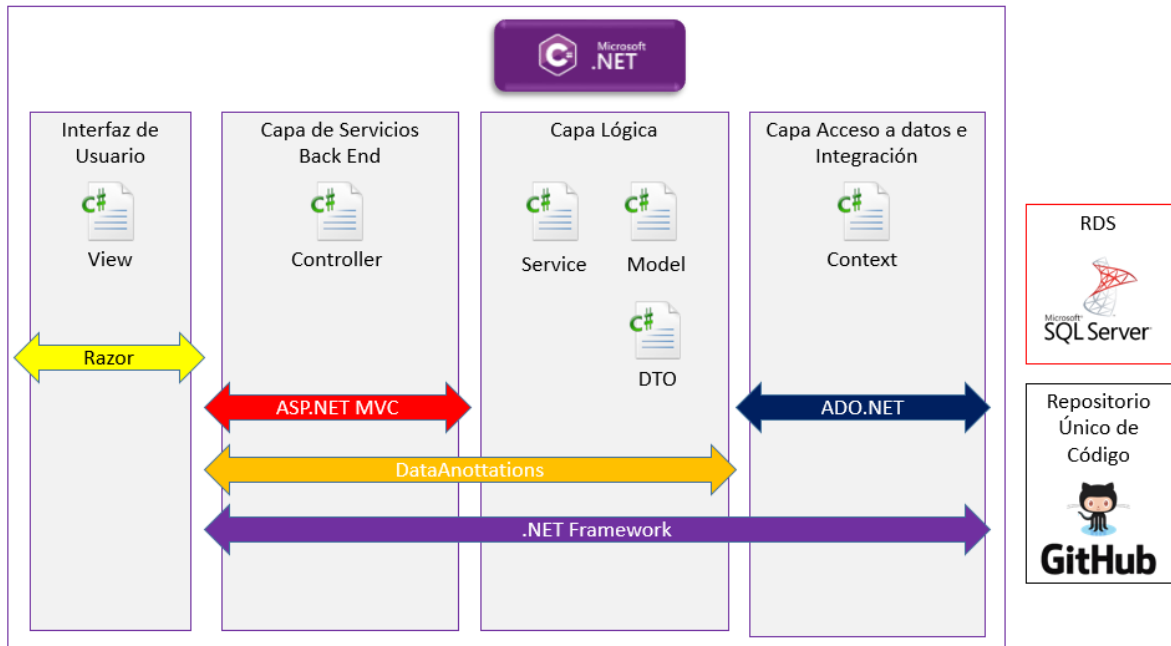 Microsoft
C# .NET
Interfaz de
Usuario
C#
View
Capa de Servicios
Back End
C#
Controller
Capa Lógica
C#
Service
C#
Model
C#
DTO
Capa Acceso a datos e
Integración
C#
Context
Razor
ASP.NET MVC
ADO.NET
DataAnottations
.NET Framework
RDS
Microsoft
SQL Server
Repositorio
Único de
Código
GitHub